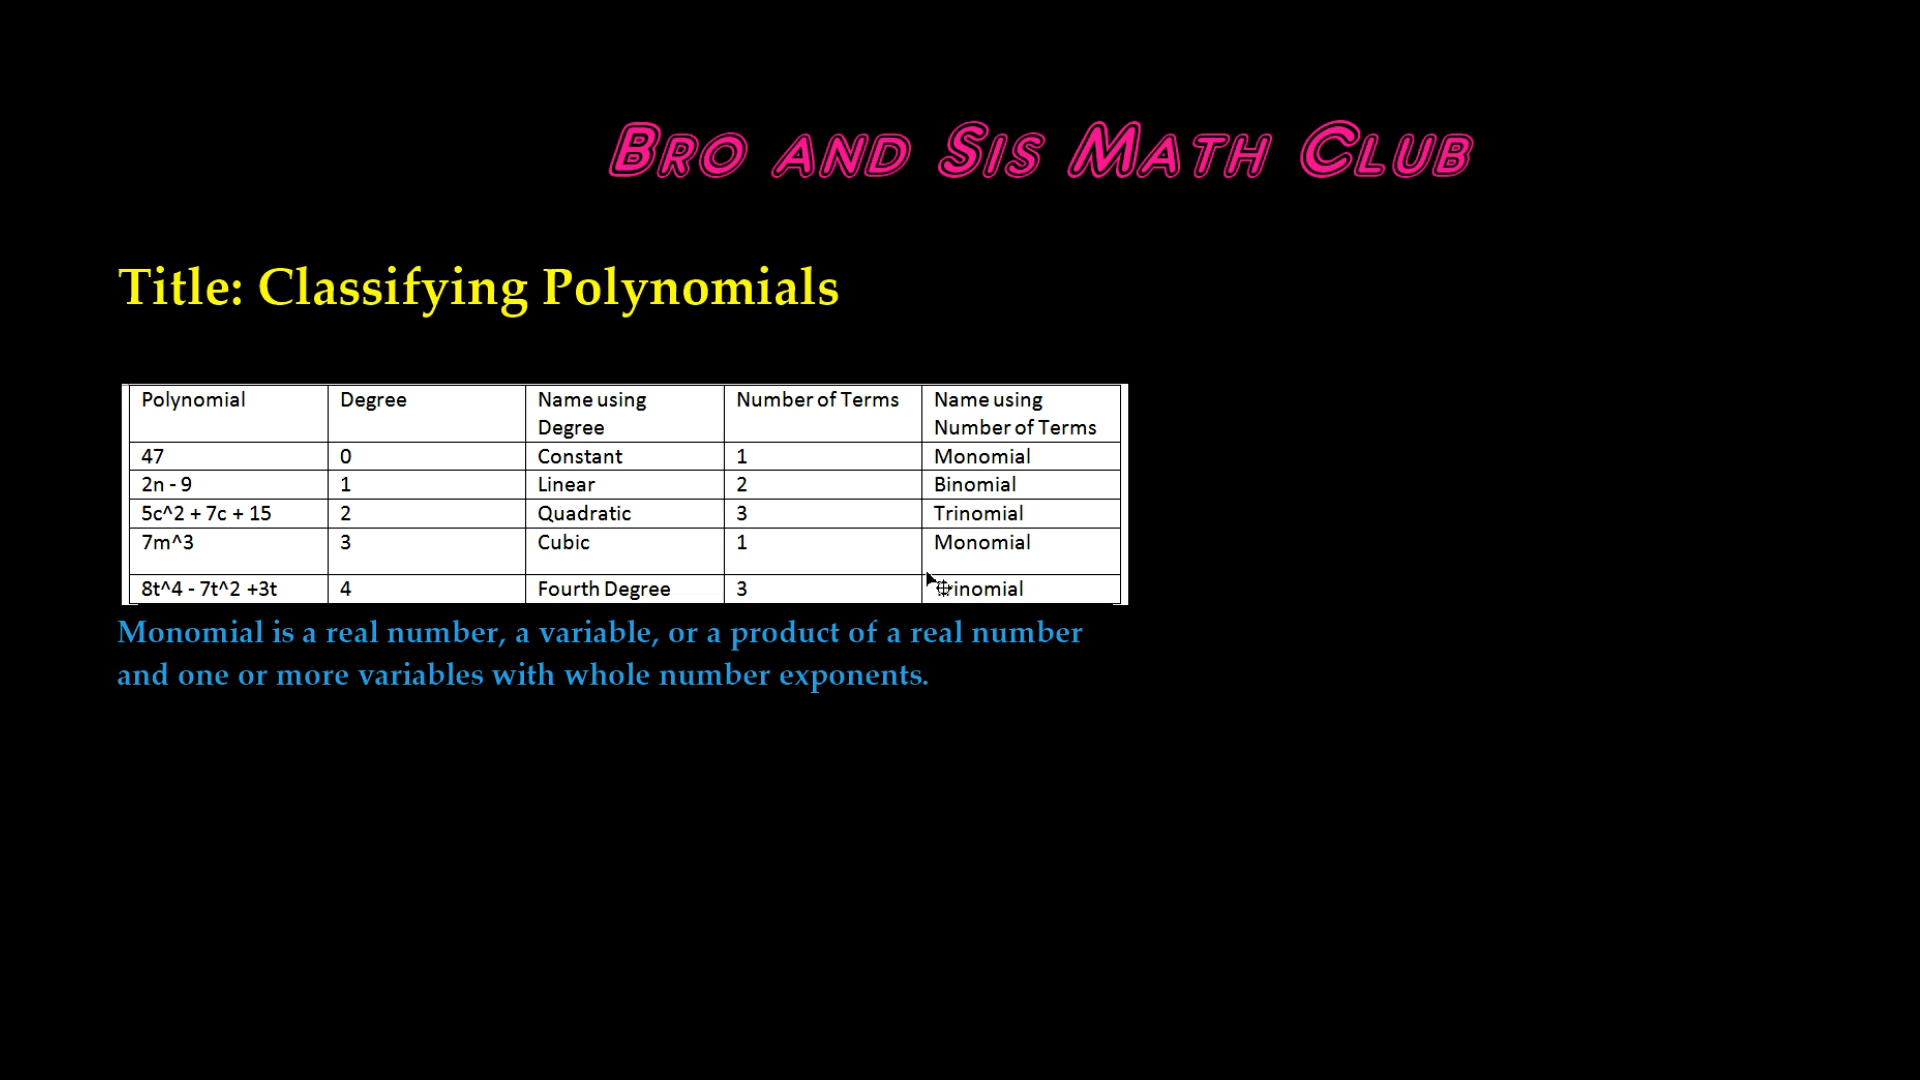 Bro and Sis Math Club
Title: Classifying Polynomials
Polynomial Degree Name using Degree Number of Terms Name using Number of Terms
47 0 Constant 1 Monomial
2n - 9 1 Linear 2 Binomial
5c^2 + 7c + 15 2 Quadratic 3 Trinomial
7m^3 3 Cubic 1 Monomial
8t^4 - 7t^2 +3t 4 Fourth Degree 3 Trinomial
Monomial is a real number, a variable, or a product of a real number
and one or more variables with whole number exponents.